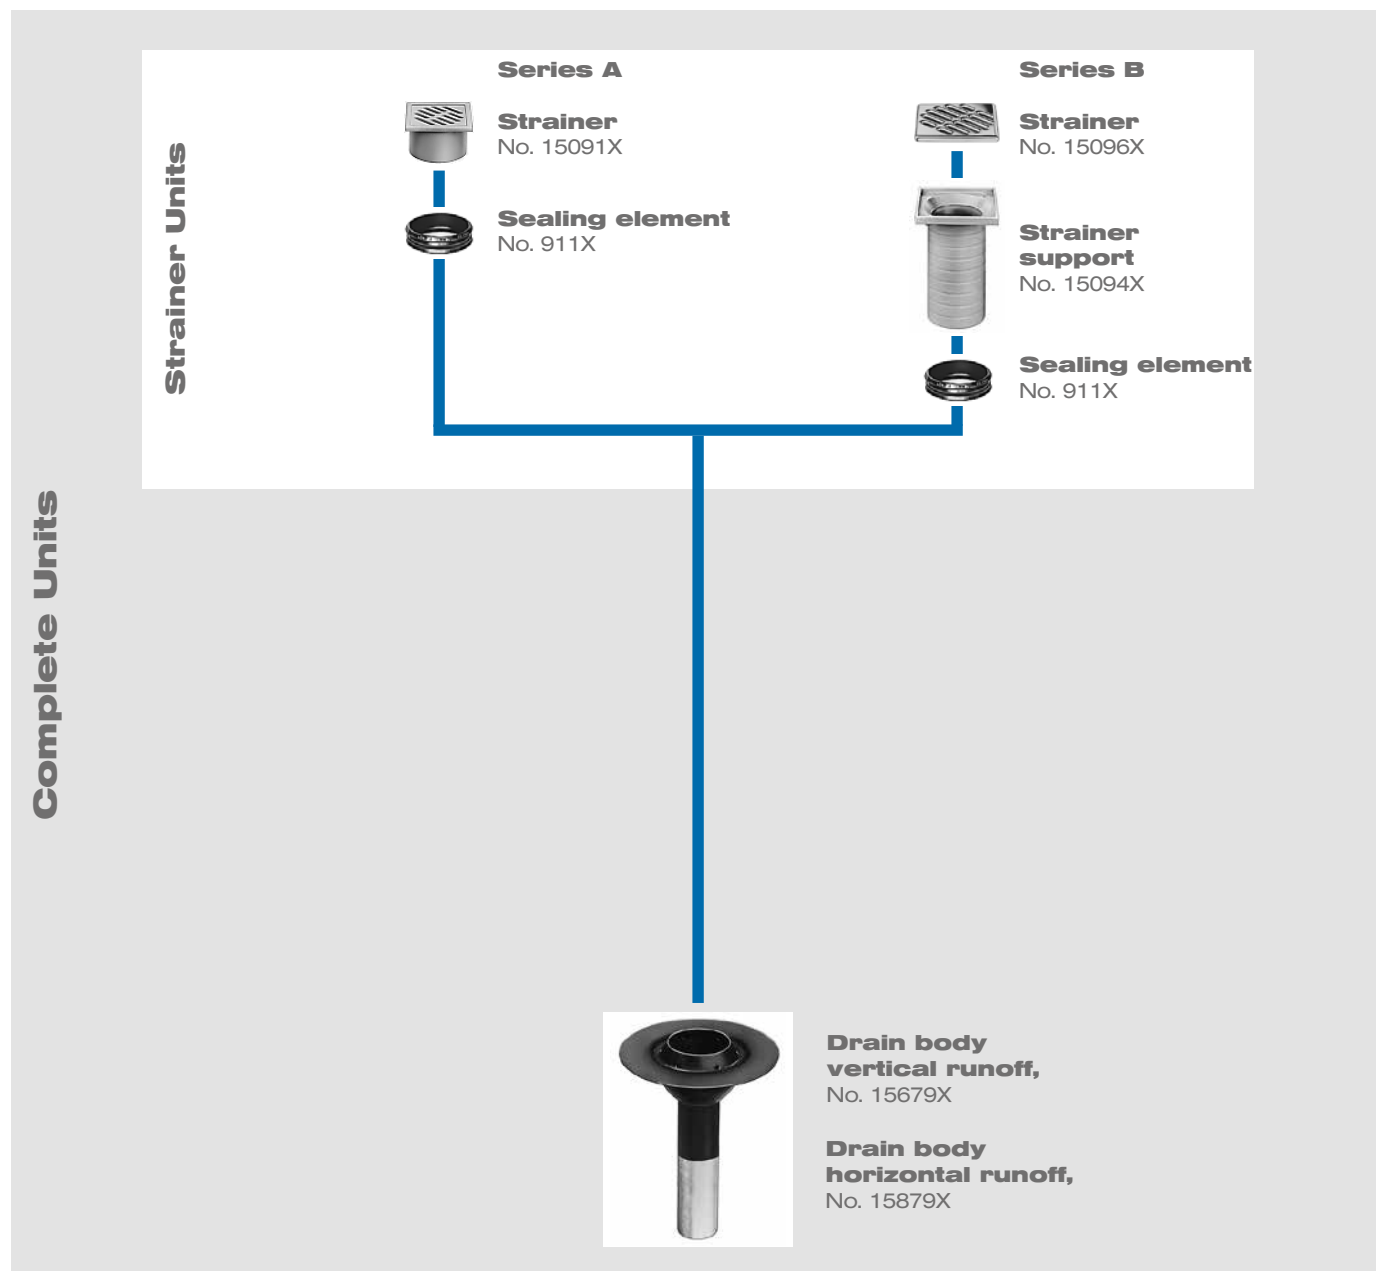 Complete Units
Strainer Units
Series A
Strainer
No. 15091X
Sealing element
No. 911X
Series B
Strainer
No. 15096X
Strainer
support
No. 15094X
Sealing element
No. 911X
Drain body
vertical runoff,
No. 15679X
Drain body
horizontal runoff,
No. 15879X